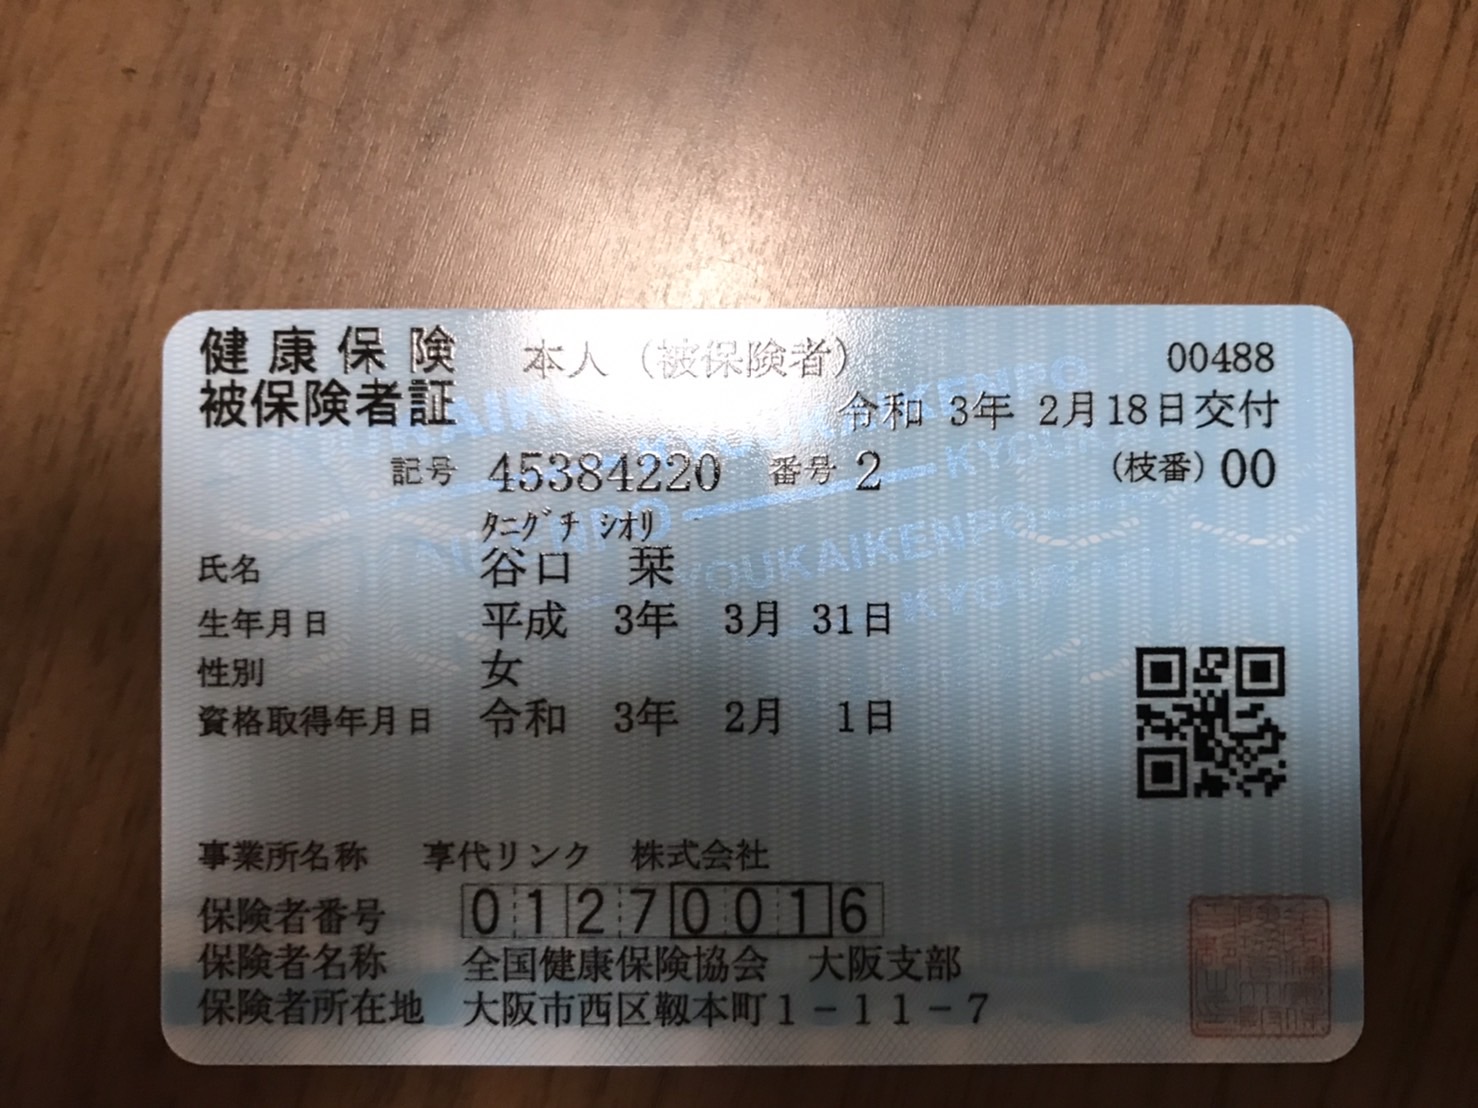 健康保険 本人（被保険者） 00488
被保険者証 令和 3年 2月18日交付
記号 45384220 番号 2 （枝番）00
ﾀﾆｸﾞﾁ ｼｵﾘ
氏名 谷口 栞
生年月日 平成 3年 3月 31日
性別 女
資格取得年月日 令和 3年 2月 1日
事業所名称 享代リンク 株式会社
保険者番号 01270016
保険者名称 全国健康保険協会 大阪支部
保険者所在地 大阪市西区靱本町1－11－7